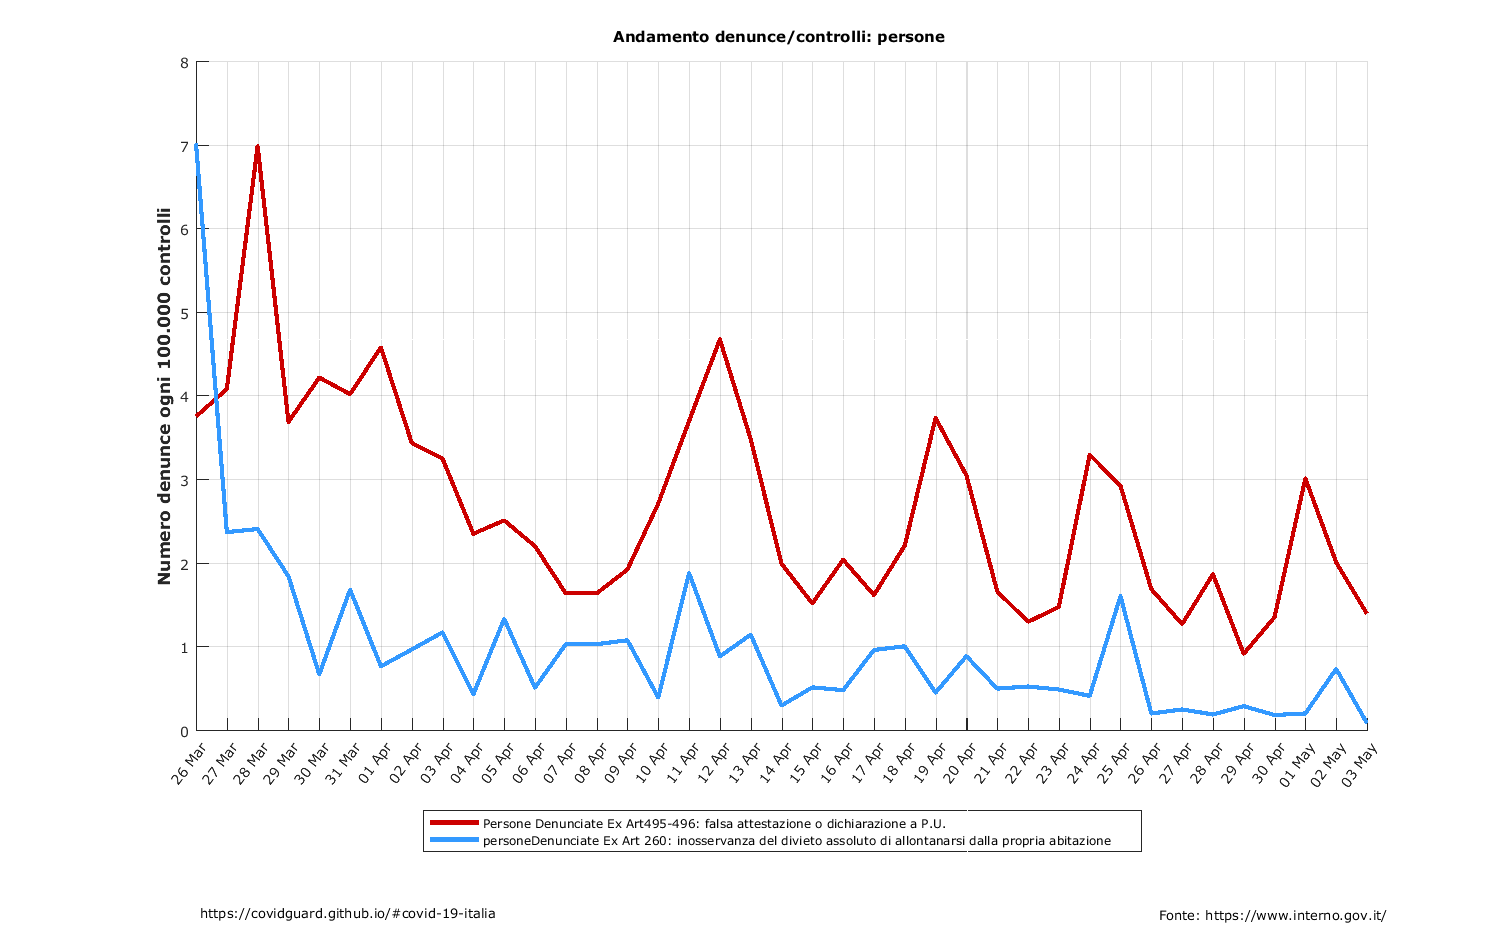 Andamento denunce/controlli: persone
Numero denunce ogni 100.000 controlli
8
7
6
5
4
3
2
1
0
26 Mar
27 Mar
28 Mar
29 Mar
30 Mar
31 Mar
01 Apr
02 Apr
03 Apr
04 Apr
05 Apr
06 Apr
07 Apr
08 Apr
09 Apr
10 Apr
11 Apr
12 Apr
13 Apr
14 Apr
15 Apr
16 Apr
17 Apr
18 Apr
19 Apr
20 Apr
21 Apr
22 Apr
23 Apr
24 Apr
25 Apr
26 Apr
27 Apr
28 Apr
29 Apr
30 Apr
01 May
02 May
03 May
Persone Denunciate Ex Art495-496: falsa attestazione o dichiarazione a P.U.
personeDenunciate Ex Art 260: inosservanza del divieto assoluto di allontanarsi dalla propria abitazione
https://covidguard.github.io/#covid-19-italia
Fonte: https://www.interno.gov.it/